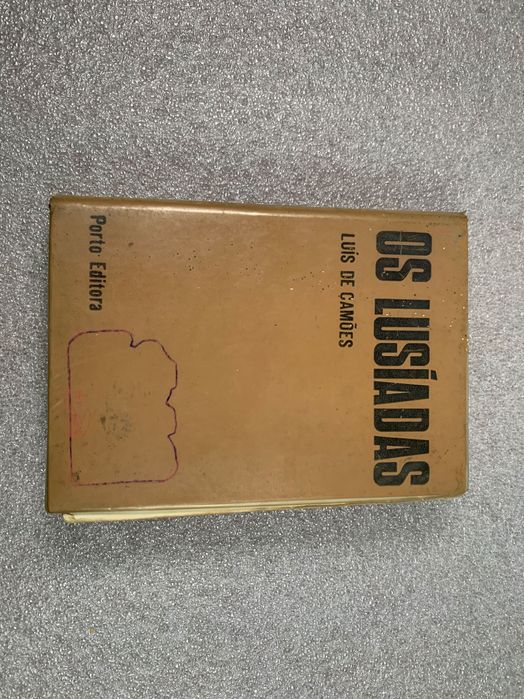 OS LUSÍADAS
LUÍS DE CAMÕES
Porto Editora